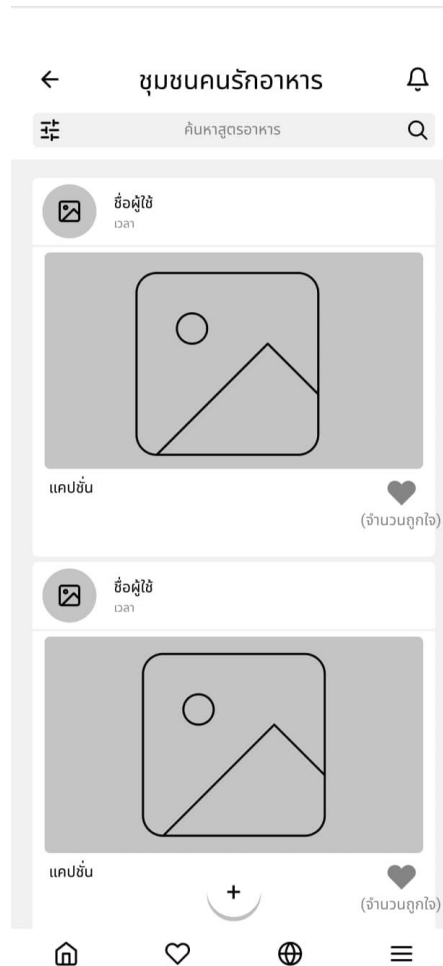 ชุมชนคนรักอาหาร
ค้นหาสูตรอาหาร
ชื่อผู้ใช้
เวลา
แคปชั่น
(จำนวนถูกใจ)
ชื่อผู้ใช้
เวลา
แคปชั่น
+
(จำนวนถูกใจ)